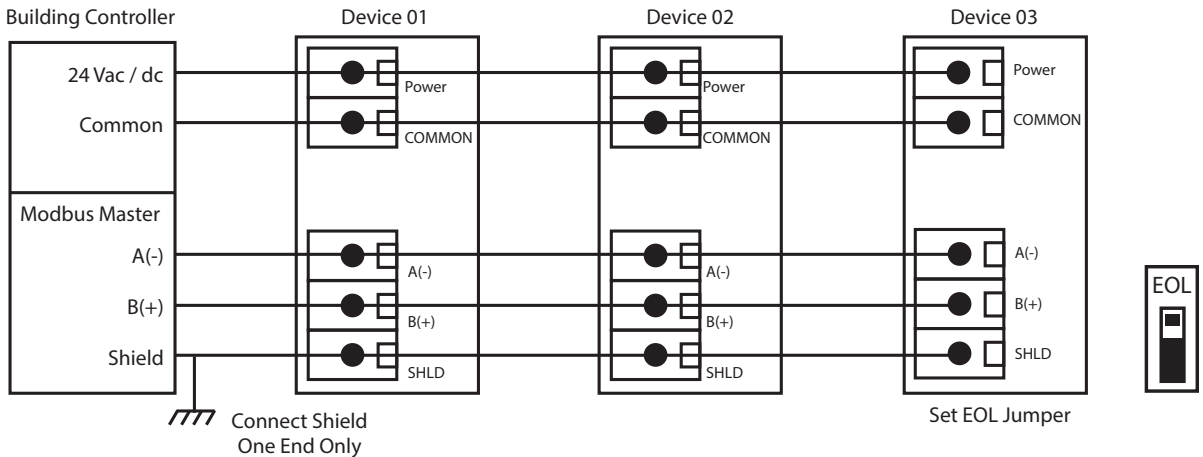 Building Controller
Device 01
Device 02
Device 03
24 Vac / dc
Power
Power
Power
Common
COMMON
COMMON
COMMON
Modbus Master
A(-)
A(-)
A(-)
A(-)
B(+)
B(+)
B(+)
B(+)
Shield
SHLD
SHLD
SHLD
EOL
Connect Shield
One End Only
Set EOL Jumper